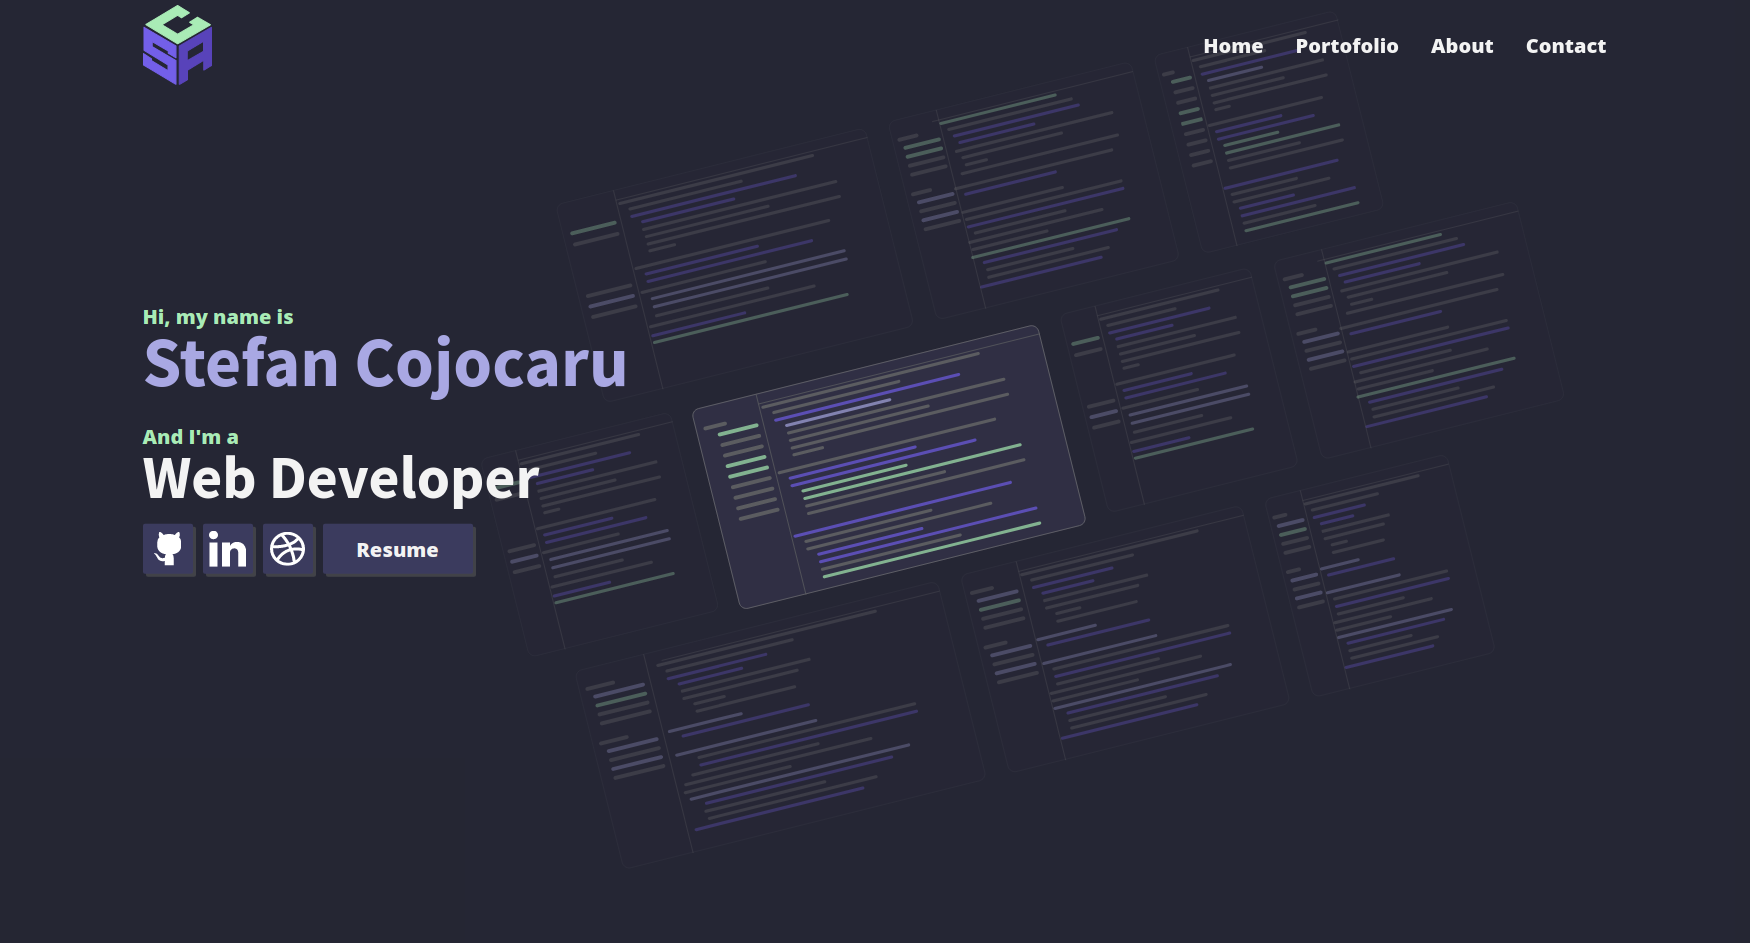 CSA
Home Portofolio About Contact
Hi, my name is
Stefan Cojocaru
And I'm a
Web Developer
in
Resume